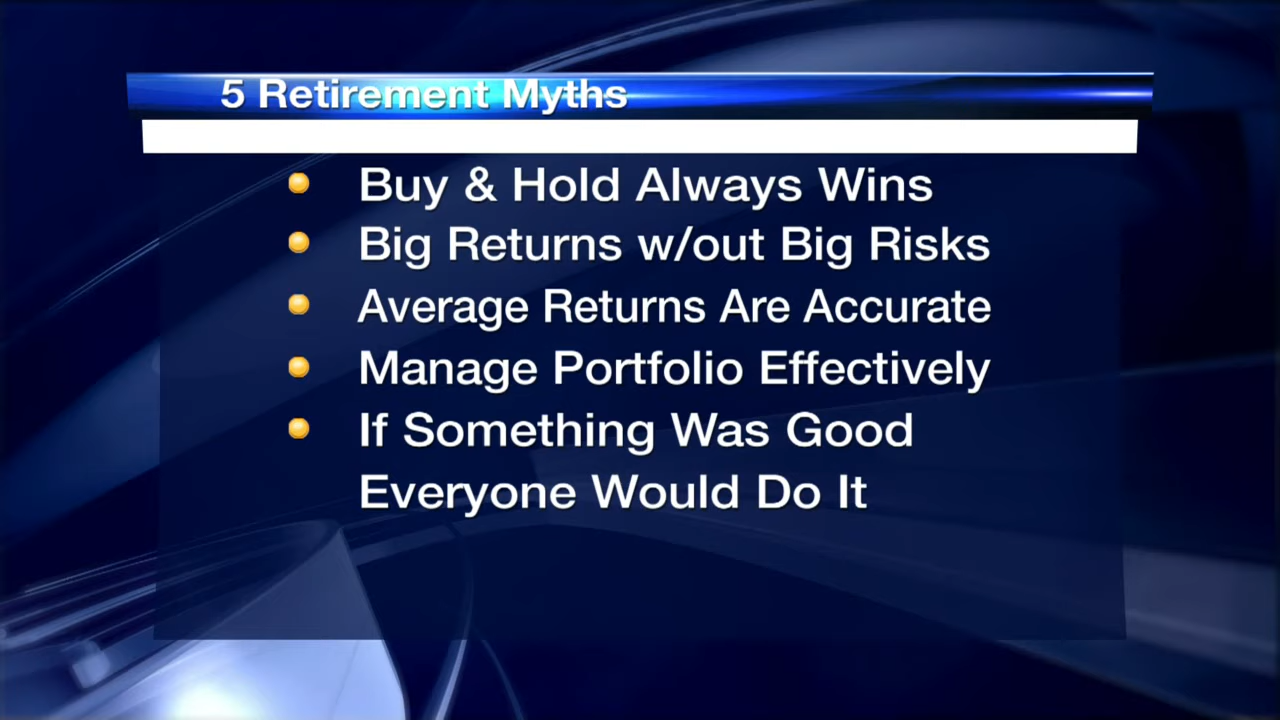 5 Retirement Myths
Buy & Hold Always Wins
Big Returns w/out Big Risks
Average Returns Are Accurate
Manage Portfolio Effectively
If Something Was Good
Everyone Would Do It